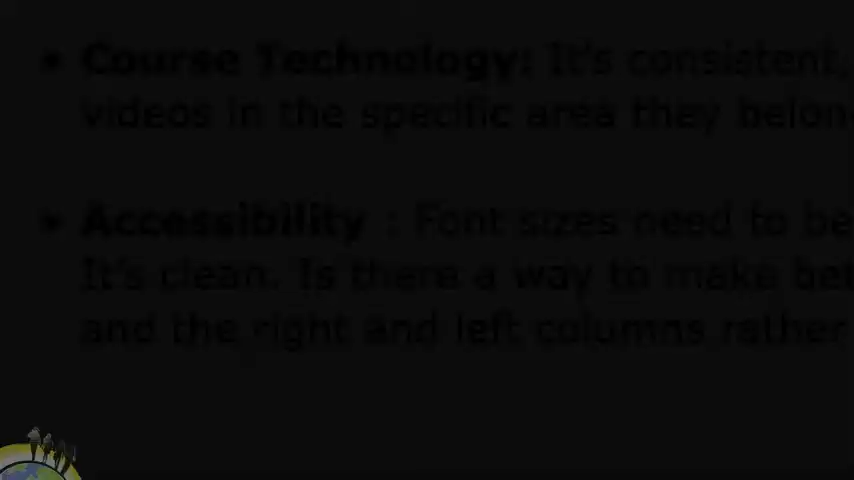 • Course Technology: It's consistent,
videos in the specific area they belon
• Accessibility : Font sizes need to be
It's clean. Is there a way to make bet
and the right and left columns rather